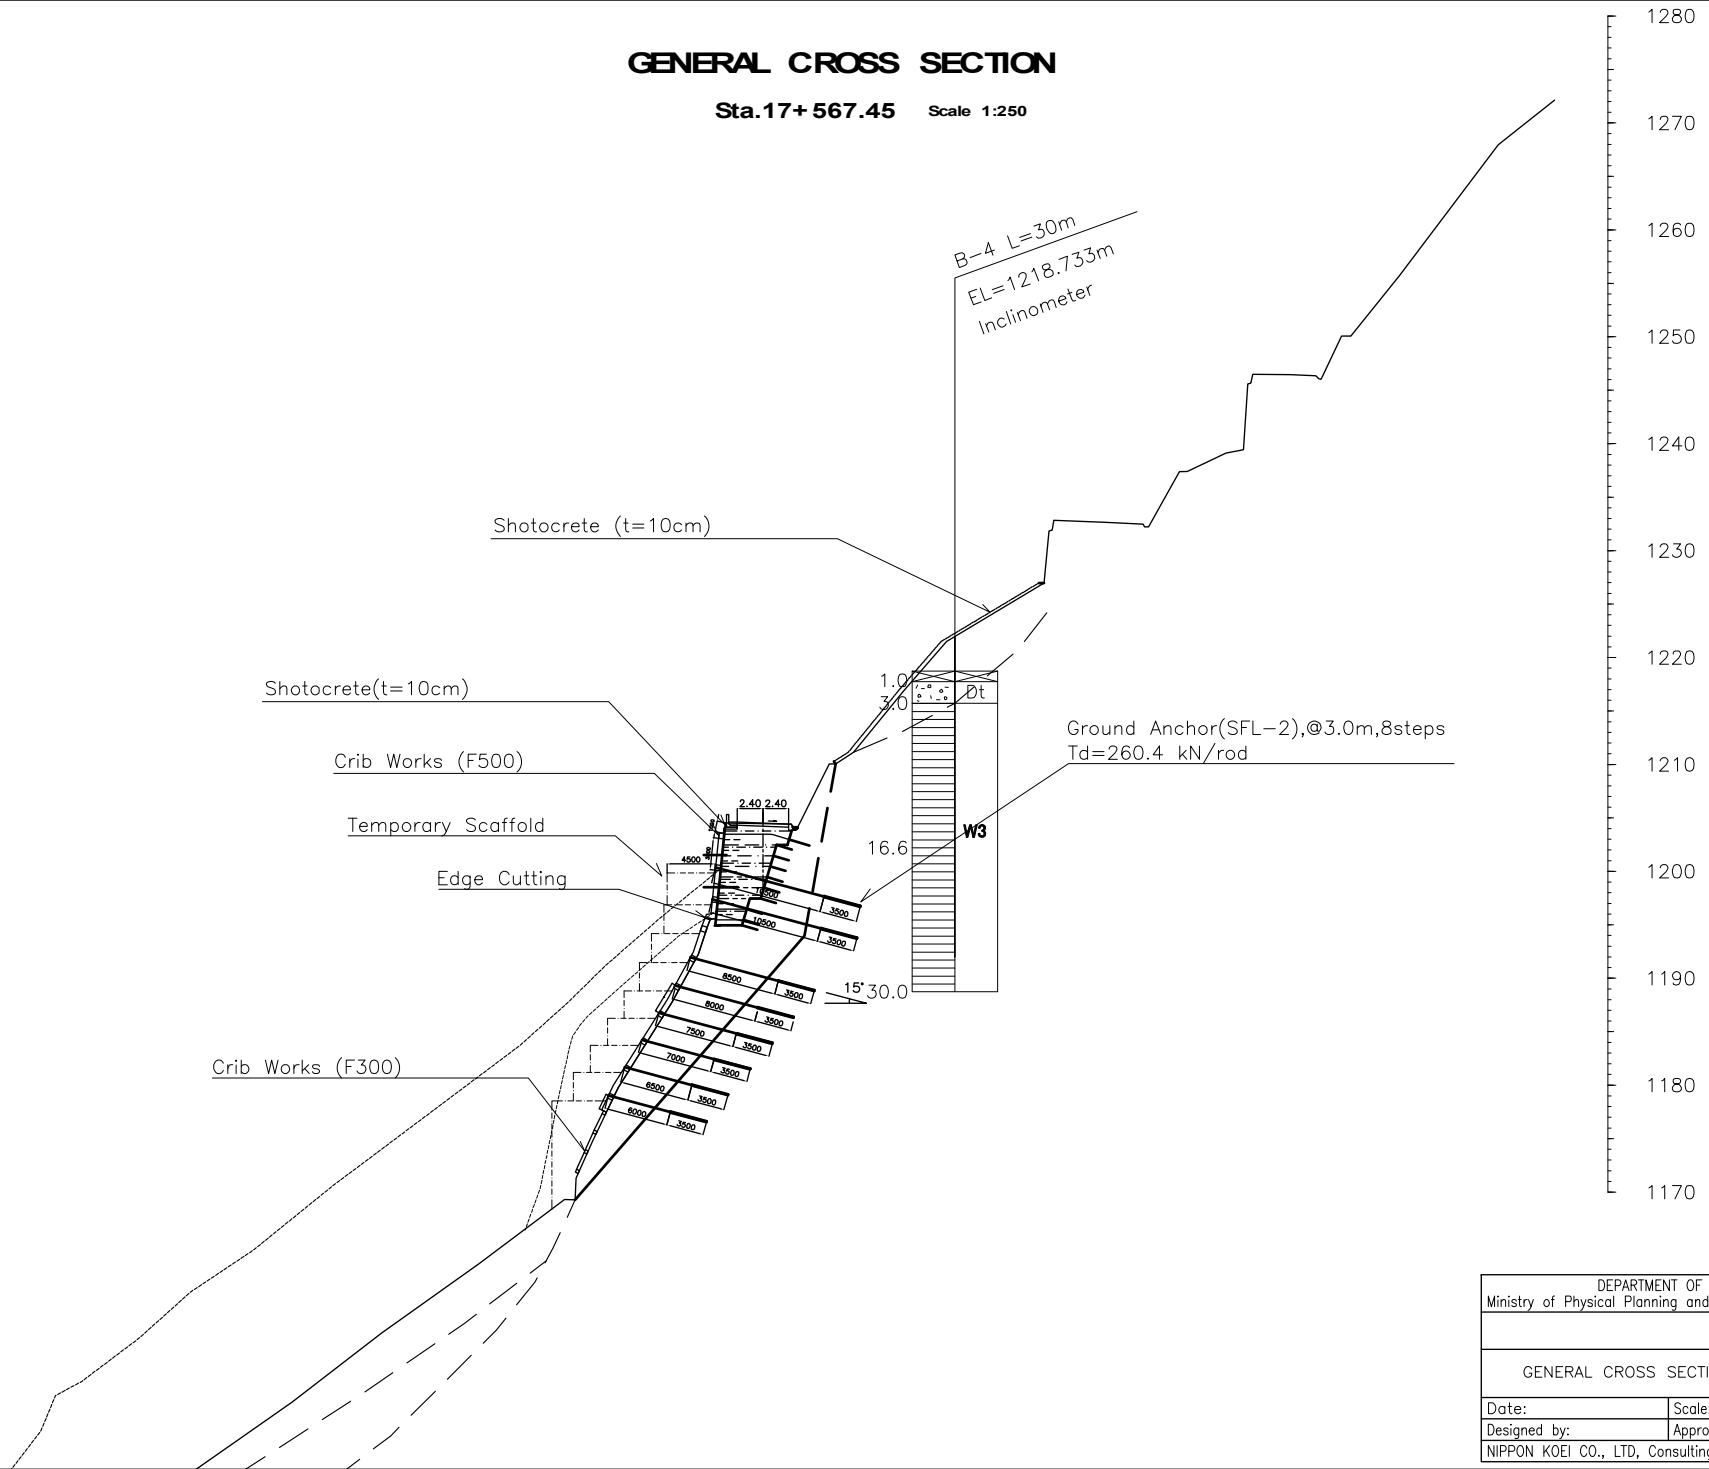 GENERAL CROSS SECTION
Sta.17+567.45 Scale 1:250
1280
1270
1260
1250
1240
1230
1220
1210
1200
1190
1180
1170
B-4 L=30m
EL=1218.733m
Inclinometer
Shotocrete (t=10cm)
Shotocrete(t=10cm)
Crib Works (F500)
Temporary Scaffold
Edge Cutting
Crib Works (F300)
1.0
3.0
Dt
16.6
W3
30.0
15°
Ground Anchor(SFL-2),@3.0m,8steps
Td=260.4 kN/rod
2.40 2.40
4500
10500 3500
10500 3500
8500 3500
8000 3500
7500 3500
7000 3500
6500 3500
6000 3500
DEPARTMENT OF
Ministry of Physical Planning and
GENERAL CROSS SECTI
Date: Scale:
Designed by: Appro
NIPPON KOEI CO., LTD, Consulting